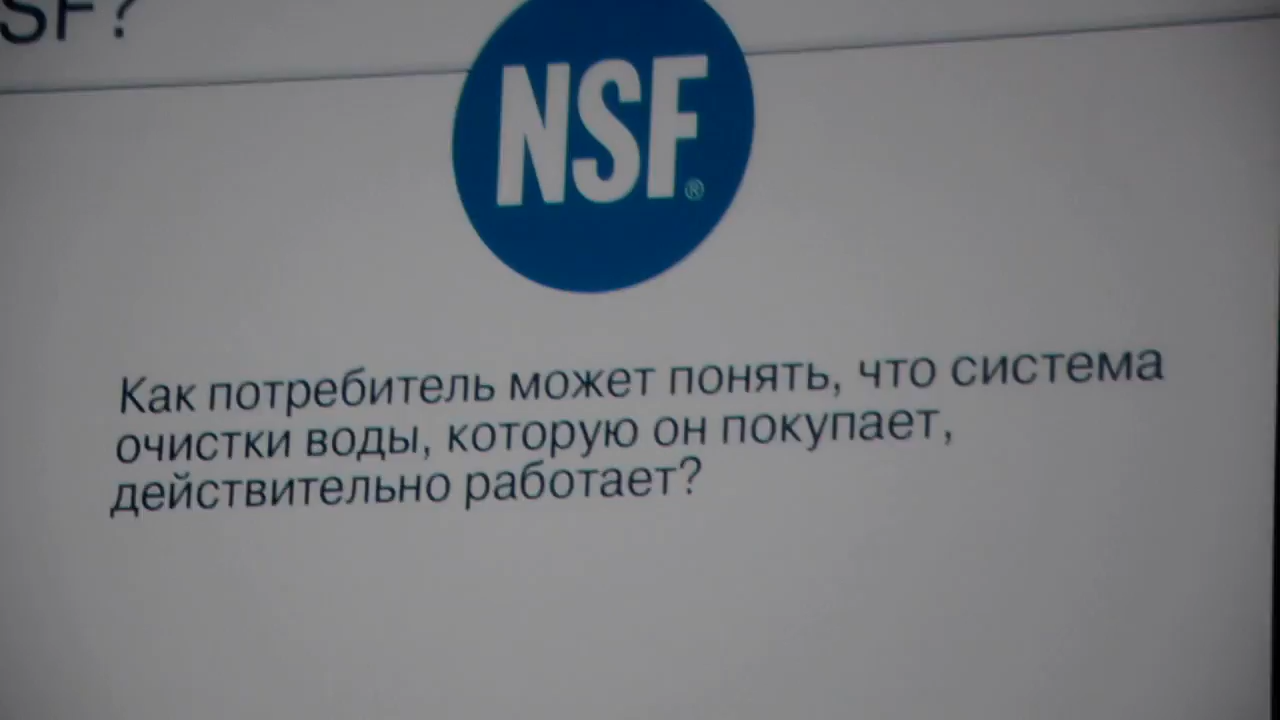 SF?
NSF®
Как потребитель может понять, что система
очистки воды, которую он покупает,
действительно работает?